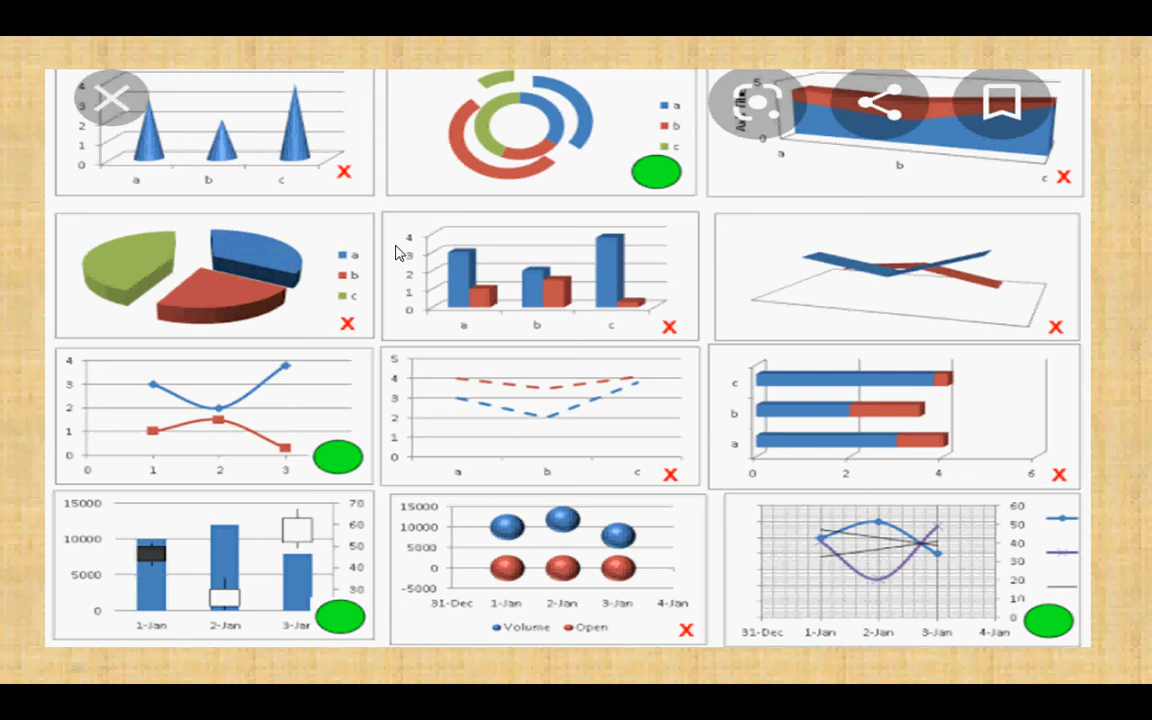 4
3
2
1
0
a b c
X
a
b
c
5
0
a
b
c X
a
b
c
X
4
3
2
1
0
a b c
X
X
4
3
2
1
0
0 1 2 3
5
4
3
2
1
0
a b c
X
c
b
a
0 2 4 6
X
15000
10000
5000
0
70
60
50
40
30
1-Jan 2-Jan 3-Jan
15000
10000
5000
0
-5000
31-Dec 1-Jan 2-Jan 3-Jan 4-Jan
Volume Open
X
60
50
40
30
20
10
0
31-Dec 1-Jan 2-Jan 3-Jan 4-Jan